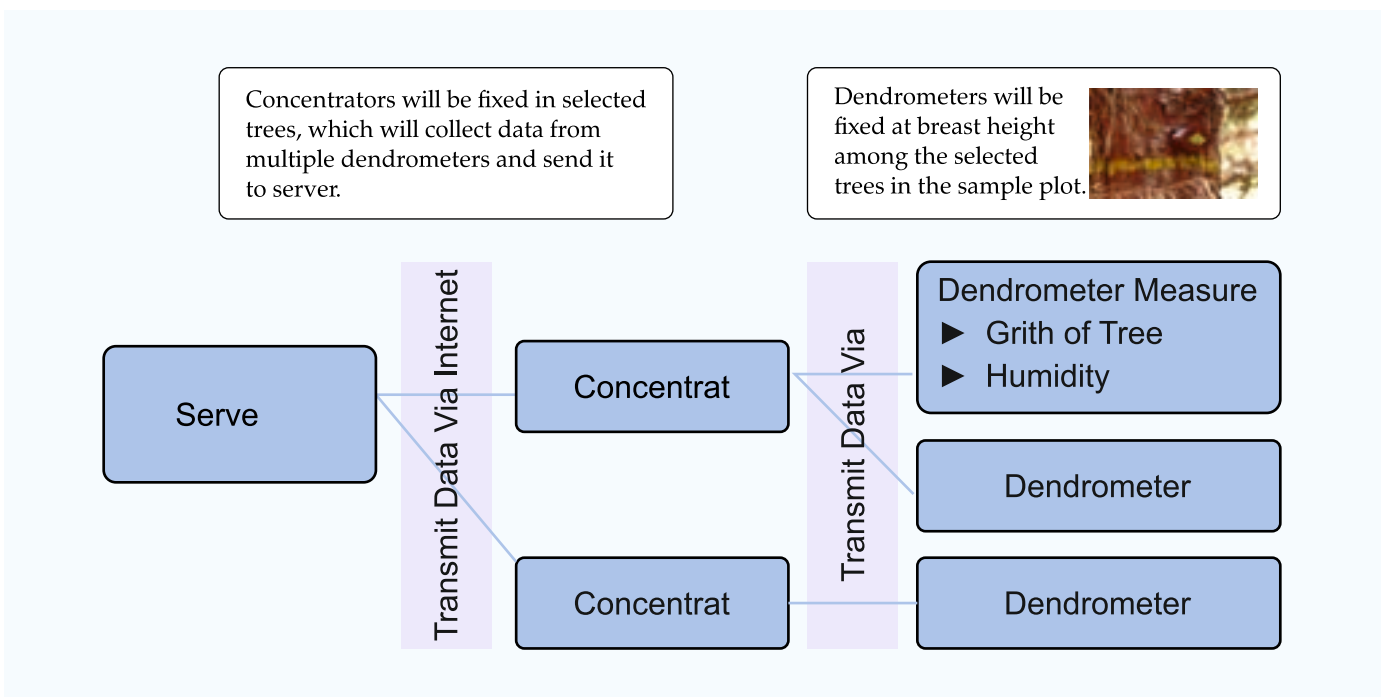 Concentrators will be fixed in selected
trees, which will collect data from
multiple dendrometers and send it
to server.
Dendrometers will be
fixed at breast height
among the selected
trees in the sample plot.
Serve
Transmit Data Via Internet
Concentrat
Concentrat
Transmit Data Via
Dendrometer Measure
► Grith of Tree
► Humidity
Dendrometer
Dendrometer